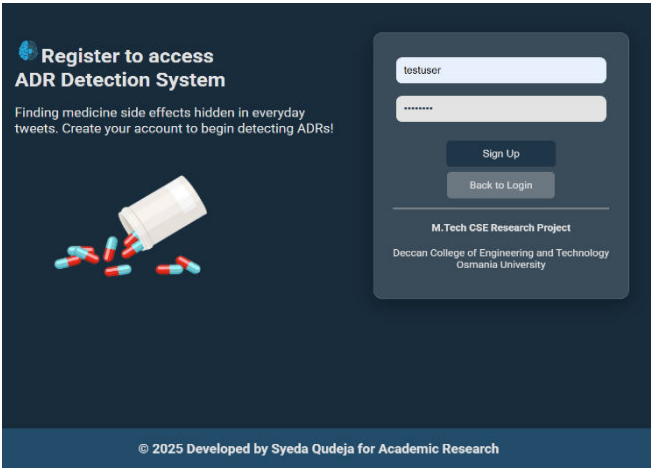 Register to access
ADR Detection System
Finding medicine side effects hidden in everyday
tweets. Create your account to begin detecting ADRs!
testuser
••••••••
Sign Up
Back to Login
M.Tech CSE Research Project
Deccan College of Engineering and Technology
Osmania University
© 2025 Developed by Syeda Qudeja for Academic Research